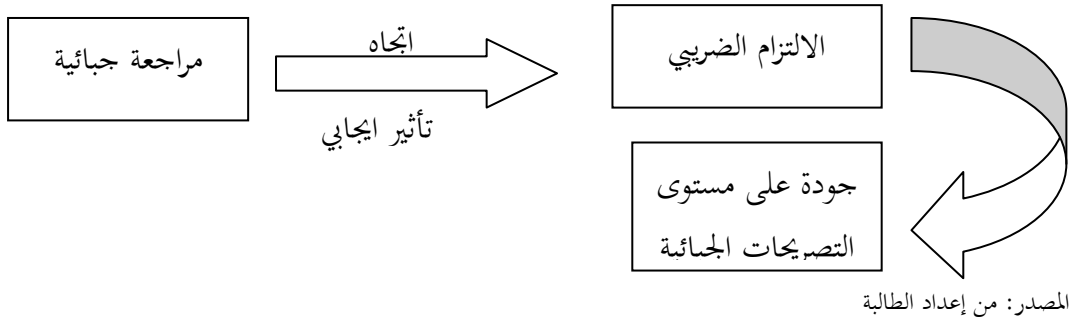 مراجعة جبائية
اتجاه
تأثير ايجابي
الالتزام الضريبي
جودة على مستوى
التصريحات الجبائية
المصدر: من إعداد الطالبة